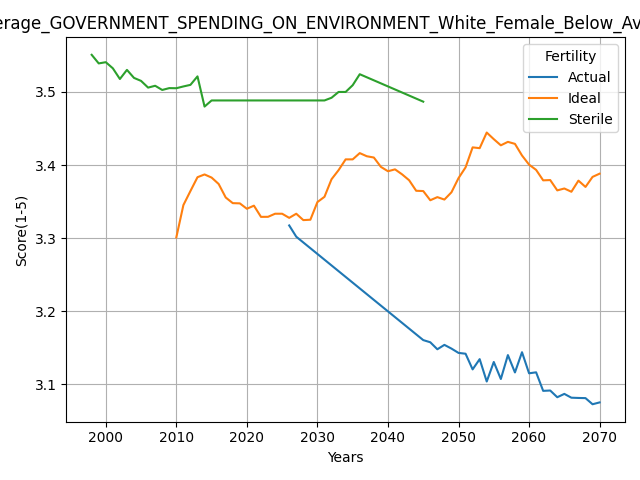 erage_GOVERNMENT_SPENDING_ON_ENVIRONMENT_White_Female_Below_Av
Fertility
Actual
Ideal
Sterile
Score(1-5)
3.5
3.4
3.3
3.2
3.1
2000 2010 2020 2030 2040 2050 2060 2070
Years